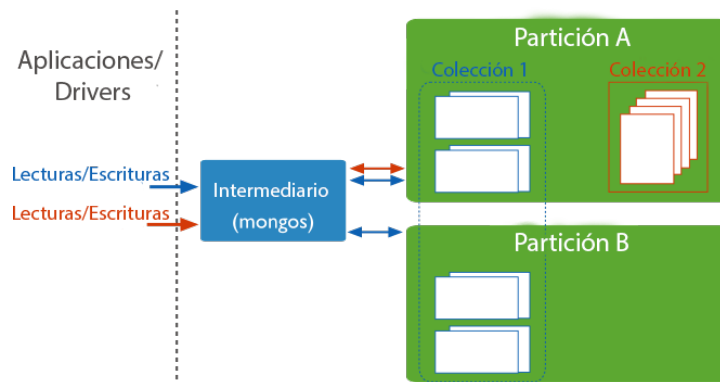 Aplicaciones/
Drivers
Lecturas/Escrituras
Lecturas/Escrituras
Intermediario
(mongos)
Partición A
Colección 1
Colección 2
Partición B